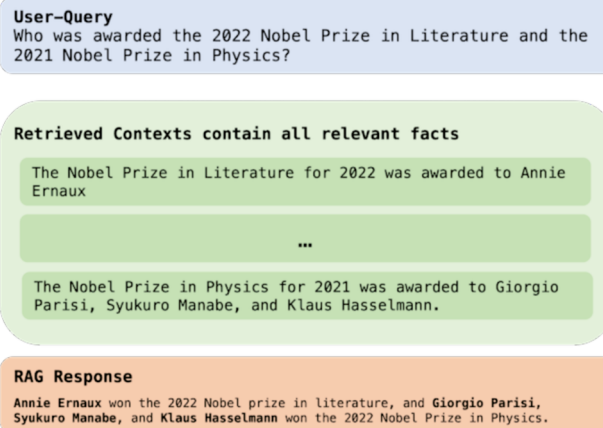 User-Query
Who was awarded the 2022 Nobel Prize in Literature and the
2021 Nobel Prize in Physics?
Retrieved Contexts contain all relevant facts
The Nobel Prize in Literature for 2022 was awarded to Annie
Ernaux
...
The Nobel Prize in Physics for 2021 was awarded to Giorgio
Parisi, Syukuro Manabe, and Klaus Hasselmann.
RAG Response
Annie Ernaux won the 2022 Nobel prize in literature, and Giorgio Parisi,
Syukuro Manabe, and Klaus Hasselmann won the 2022 Nobel Prize in Physics.